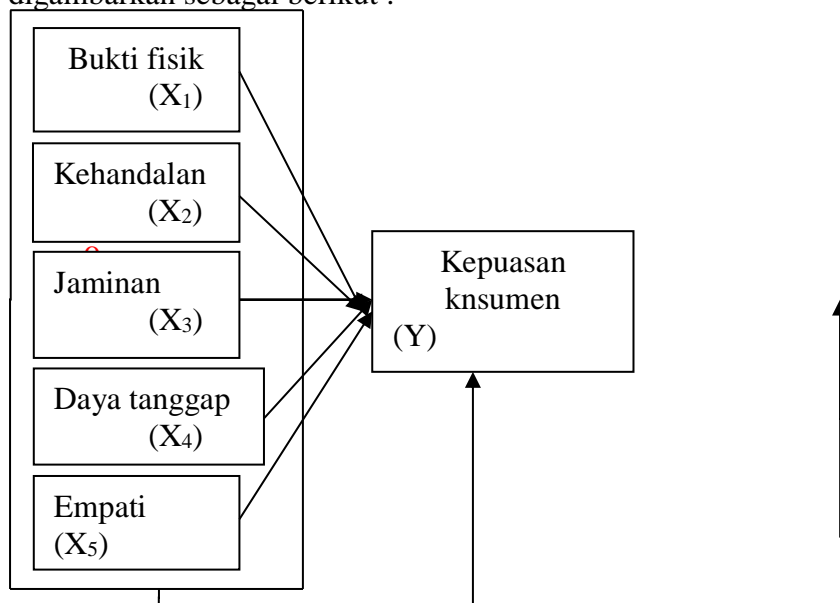 digambarkan sebagai berikut :
Bukti fisik
(X₁)
Kehandalan
(X₂)
Jaminan
(X₃)
Daya tanggap
(X₄)
Empati
(X₅)
Kepuasan
knsumen
(Y)